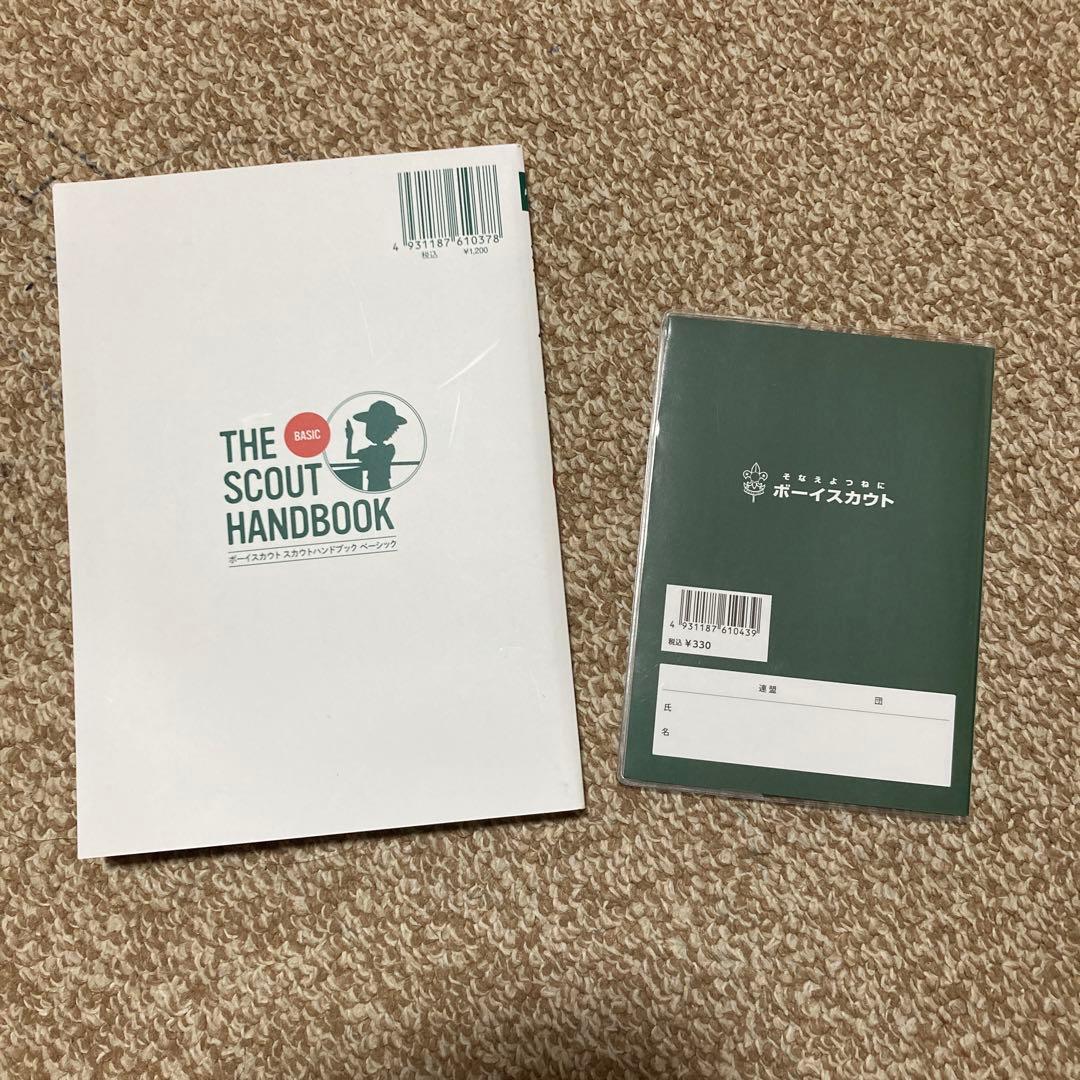 4 931187 610378
税込 ¥1,200
BASIC
THE
SCOUT
HANDBOOK
ボーイスカウト スカウトハンドブック ベーシック
そなえよつねに
ボーイスカウト
4 931187 610439
税込 ¥330
連盟 団
氏
名